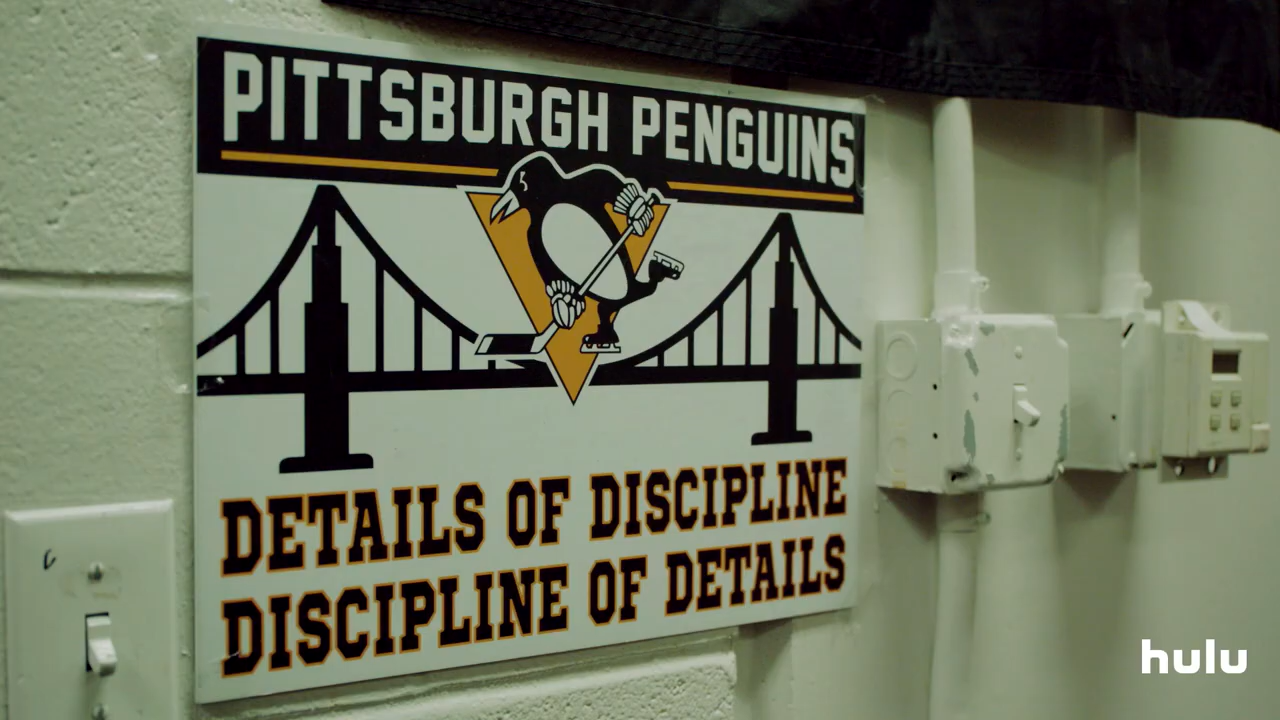 PITTSBURGH PENGUINS
DETAILS OF DISCIPLINE
DISCIPLINE OF DETAILS
hulu